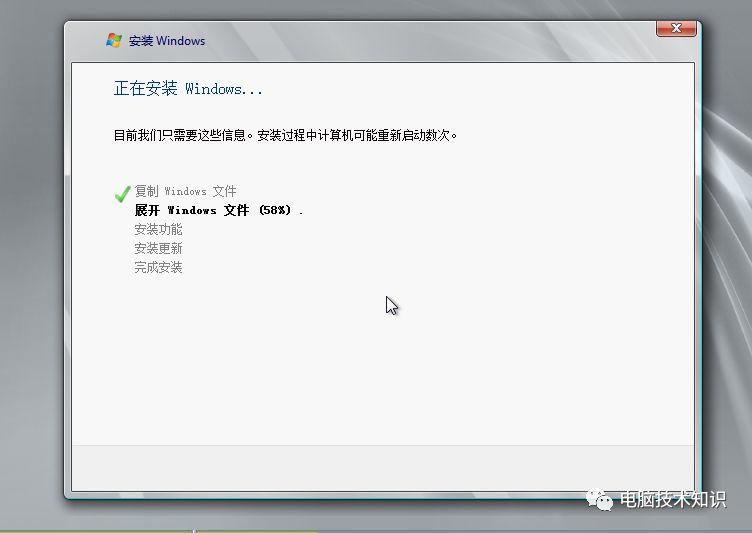 安装 Windows
正在安装 Windows...
目前我们只需要这些信息。安装过程中计算机可能重新启动数次。
复制 Windows 文件
展开 Windows 文件 (58%) .
安装功能
安装更新
完成安装
电脑技术知识